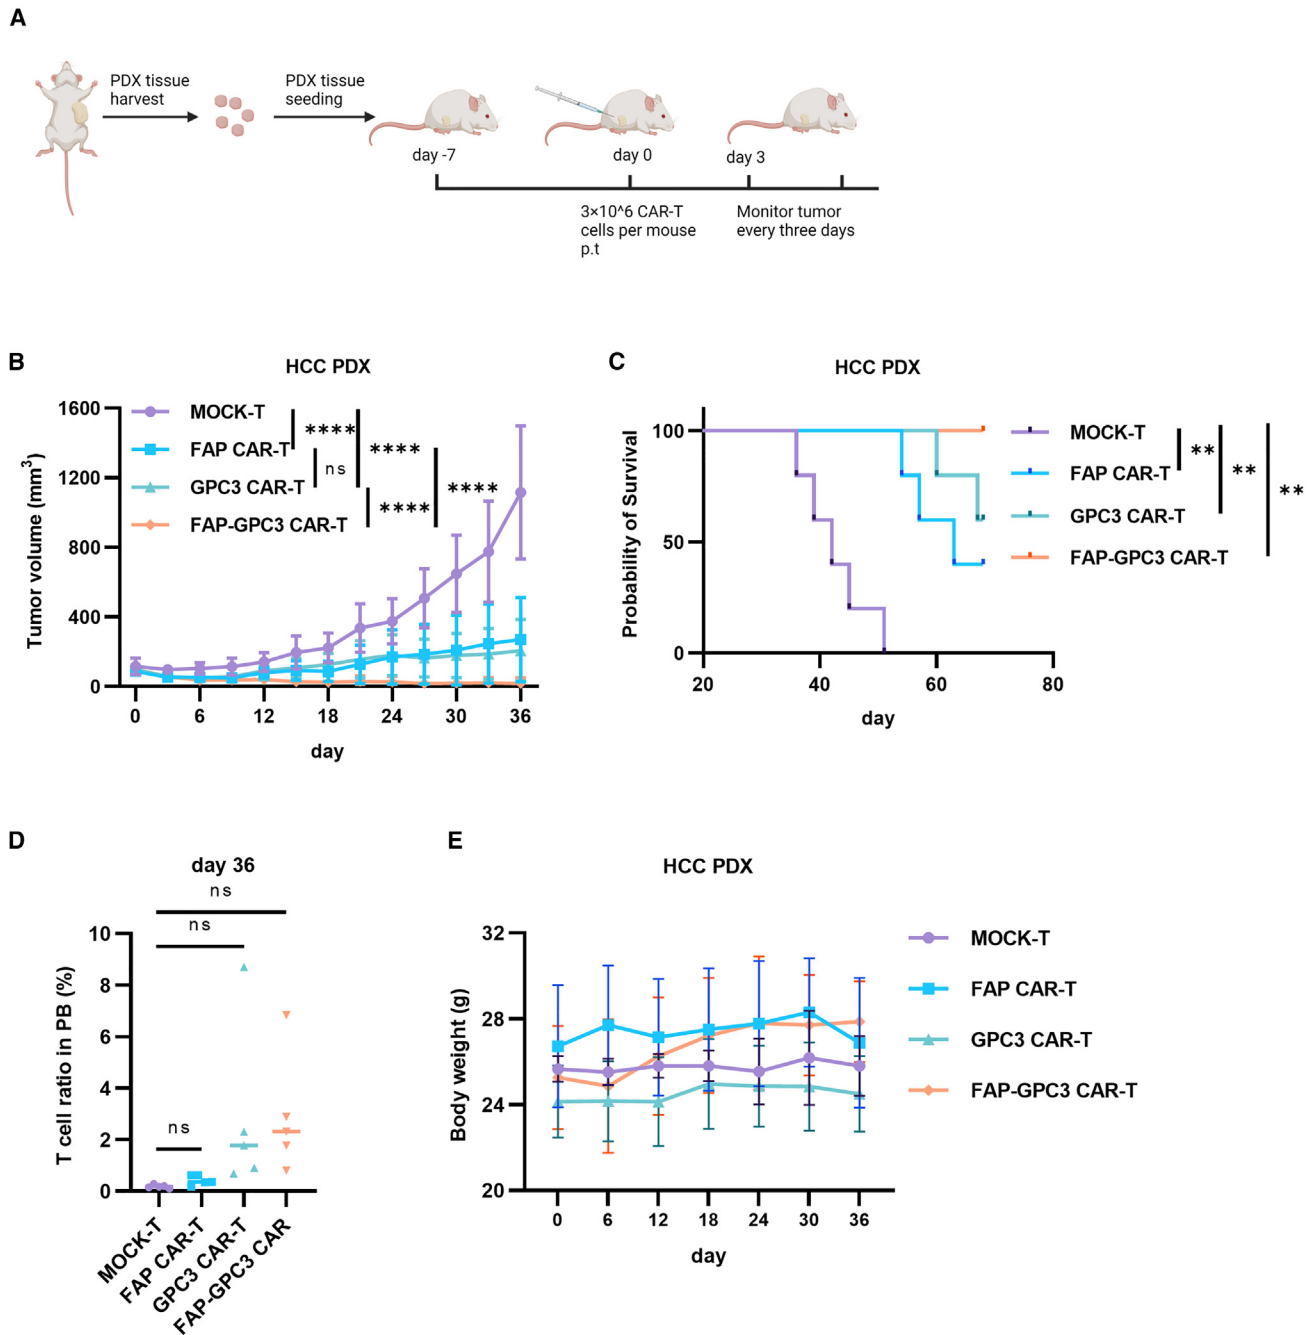 A
PDX tissue
harvest
PDX tissue
seeding
day -7
day 0
day 3
3×10^6 CAR-T
cells per mouse
p.t
Monitor tumor
every three days
B
HCC PDX
Tumor volume (mm³)
1600
1200
800
400
0
MOCK-T
FAP CAR-T
GPC3 CAR-T
FAP-GPC3 CAR-T
****
ns
****
****
****
0 6 12 18 24 30 36
day
C
HCC PDX
Probability of Survival
100
50
0
20 40 60 80
day
MOCK-T
FAP CAR-T
GPC3 CAR-T
FAP-GPC3 CAR-T
**
**
**
D
day 36
ns
ns
ns
T cell ratio in PB (%)
10
8
6
4
2
0
MOCK-T
FAP CAR-T
GPC3 CAR-T
FAP-GPC3 CAR
E
HCC PDX
Body weight (g)
32
28
24
20
0 6 12 18 24 30 36
day
MOCK-T
FAP CAR-T
GPC3 CAR-T
FAP-GPC3 CAR-T